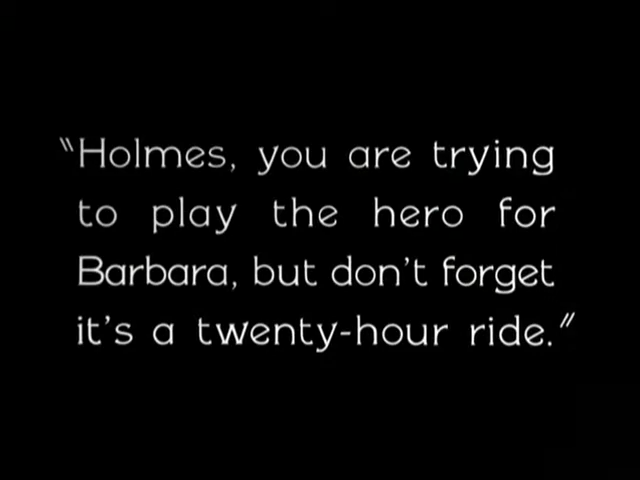 "Holmes, you are trying
to play the hero for
Barbara, but don't forget
it's a twenty-hour ride."